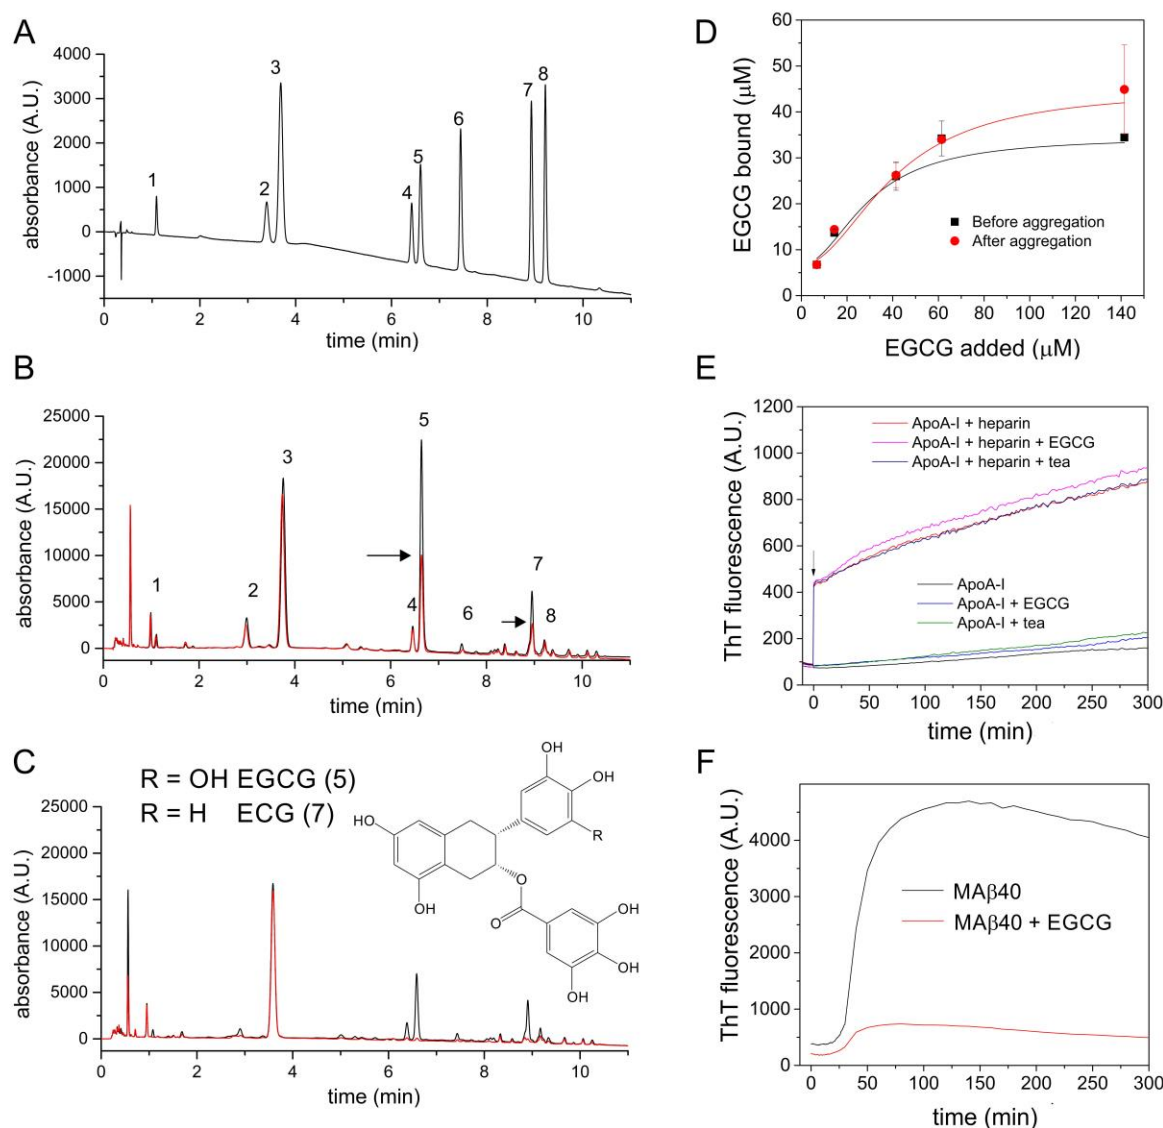 A
absorbance (A.U.)
4000
3000
2000
1000
0
-1000
1
2
3
4
5
6
7
8
0 2 4 6 8 10
time (min)
B
absorbance (A.U.)
25000
20000
15000
10000
5000
0
1
2
3
4
5
6
7
8
0 2 4 6 8 10
time (min)
C
R = OH EGCG (5)
R = H ECG (7)
absorbance (A.U.)
25000
20000
15000
10000
5000
0
OH
OH
R
HO
OH
O
O
OH
OH
OH
0 2 4 6 8 10
time (min)
D
EGCG bound (μM)
60
50
40
30
20
10
0
Before aggregation
After aggregation
0 20 40 60 80 100 120 140
EGCG added (μM)
E
ThT fluorescence (A.U.)
1200
1000
800
600
400
200
0
ApoA-I + heparin
ApoA-I + heparin + EGCG
ApoA-I + heparin + tea
ApoA-I
ApoA-I + EGCG
ApoA-I + tea
0 50 100 150 200 250 300
time (min)
F
ThT fluorescence (A.U.)
4000
3000
2000
1000
0
MAβ40
MAβ40 + EGCG
0 50 100 150 200 250 300
time (min)